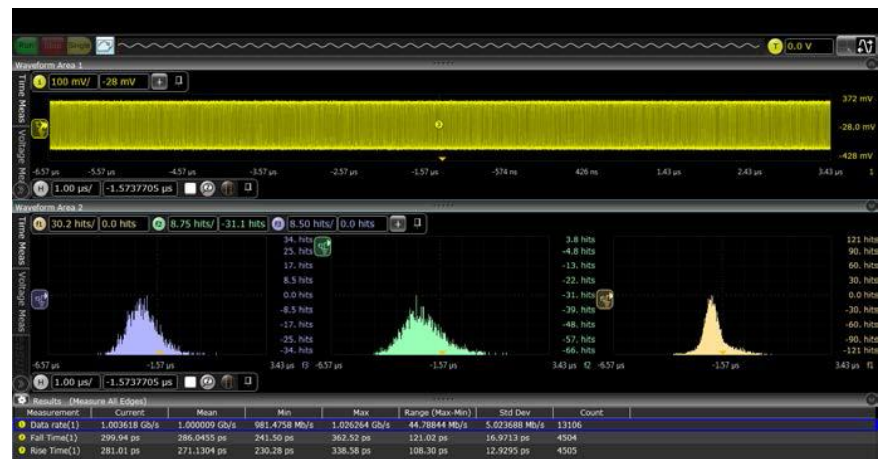 Run Stop Single T 0.0 V
Waveform Area 1
Time Meas
Voltage Me
1 100 mV/ -28 mV
372 mV
-28.0 mV
-428 mV
-6.57 µs -5.57 µs -4.57 µs -3.57 µs -2.57 µs -1.57 µs -574 ns 426 ns 1.43 µs 2.43 µs 3.43 µs 1
H 1.00 µs/ -1.5737705 µs
Waveform Area 2
Time Meas
Voltage Meas
f1 30.2 hits/ 0.0 hits f2 8.75 hits/ -31.1 hits f3 8.50 hits/ 0.0 hits
34. hits 3.8 hits 121 hits
25. hits -4.8 hits 90. hits
17. hits -13. hits 60. hits
8.5 hits -22. hits 30. hits
0.0 hits -31. hits 0.0 hits
-8.5 hits -39. hits -30. hits
-17. hits -48. hits -60. hits
-25. hits -57. hits -90. hits
-34. hits -66. hits -121 hits
-6.57 µs -1.57 µs 3.43 µs f3 -6.57 µs -1.57 µs 3.43 µs f2 -6.57 µs -1.57 µs 3.43 µs f1
H 1.00 µs/ -1.5737705 µs
Results (Measure All Edges)
Measurement Current Mean Min Max Range (Max-Min) Std Dev Count
Data rate(1) 1.003618 Gb/s 1.000009 Gb/s 981.4758 Mb/s 1.026264 Gb/s 44.78844 Mb/s 5.023688 Mb/s 13106
Fall Time(1) 299.94 ps 286.0455 ps 241.50 ps 362.52 ps 121.02 ps 16.9713 ps 4504
Rise Time(1) 281.01 ps 271.1304 ps 230.28 ps 338.58 ps 108.30 ps 12.9295 ps 4505